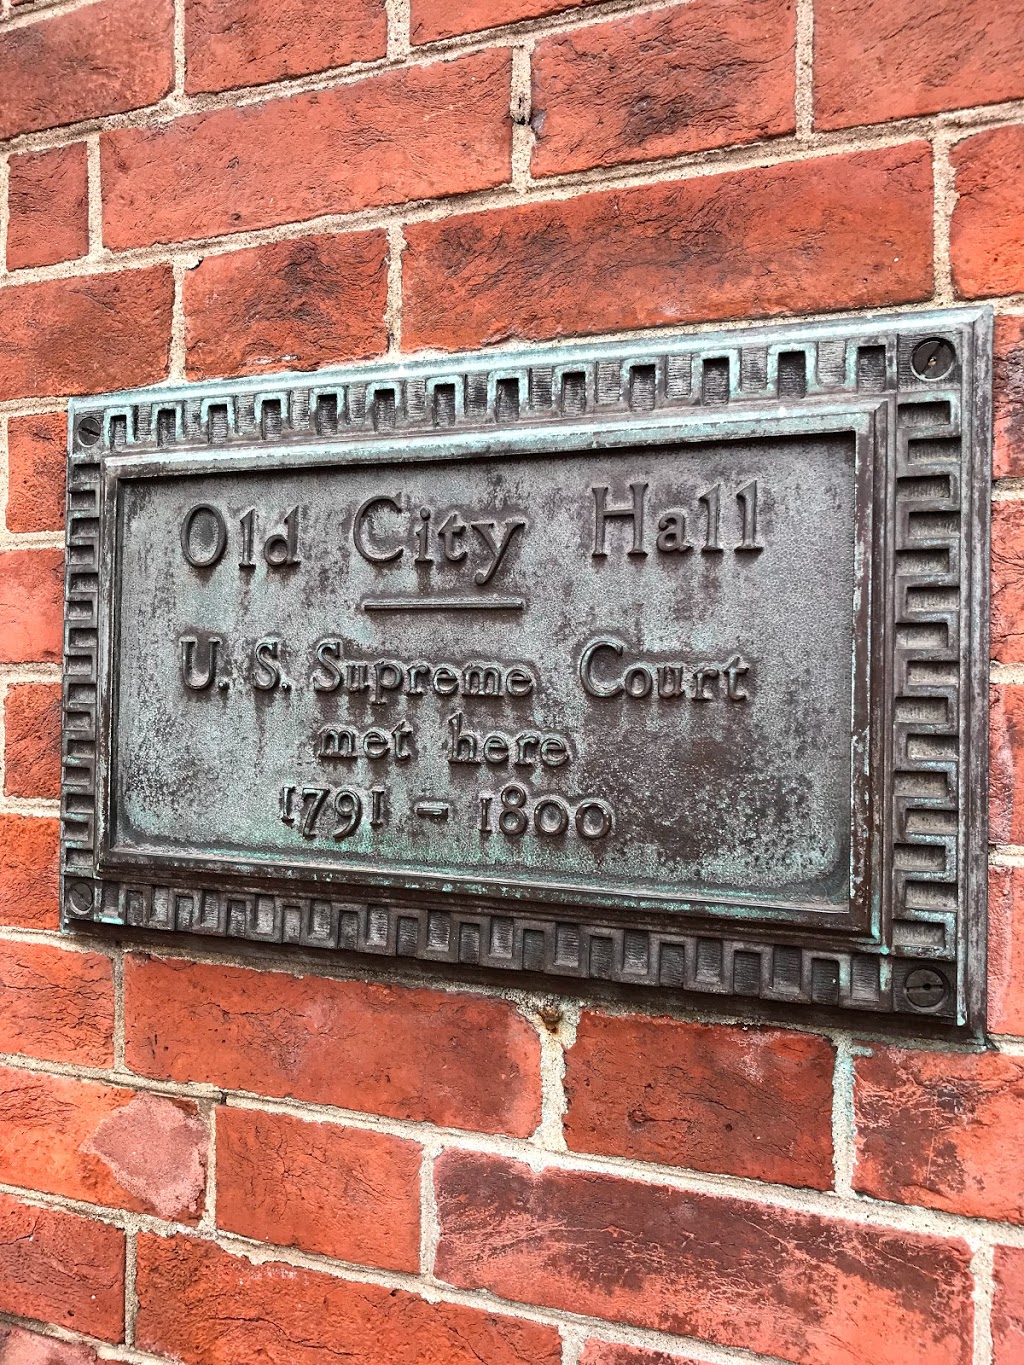 Old City Hall
U. S. Supreme Court
met here
1791 - 1800